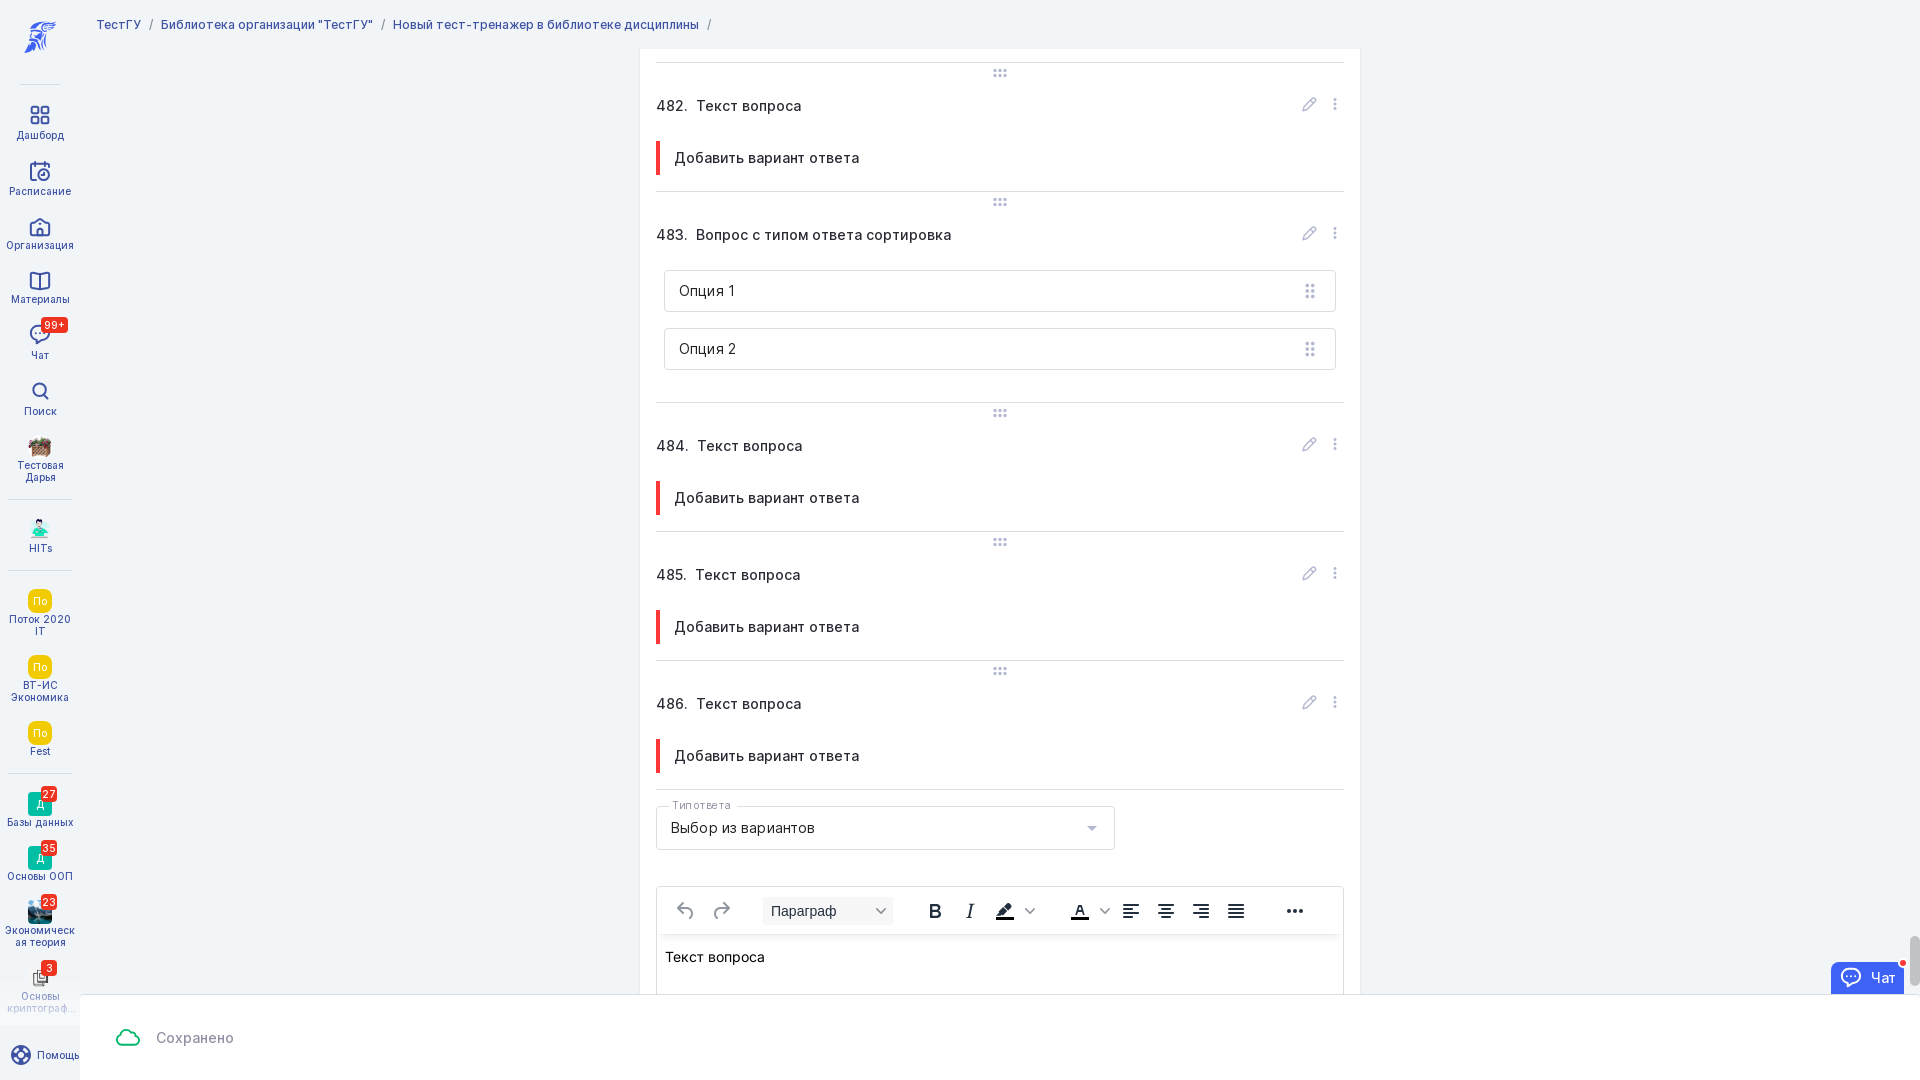 ТестГУ / Библиотека организации "ТестГУ" / Новый тест-тренажер в библиотеке дисциплины /
Дашборд
Расписание
Организация
Материалы
99+
Чат
Поиск
Тестовая
Дарья
HITs
По
Поток 2020
IT
По
ВТ-ИС
Экономика
По
Fest
27
Д
Базы данных
35
Д
Основы ООП
23
Экономическ
ая теория
3
Основы
криптограф...
Помощь
482. Текст вопроса
Добавить вариант ответа
483. Вопрос с типом ответа сортировка
Опция 1
Опция 2
484. Текст вопроса
Добавить вариант ответа
485. Текст вопроса
Добавить вариант ответа
486. Текст вопроса
Добавить вариант ответа
Тип ответа
Выбор из вариантов
Параграф
B I A
Текст вопроса
Чат
Сохранено